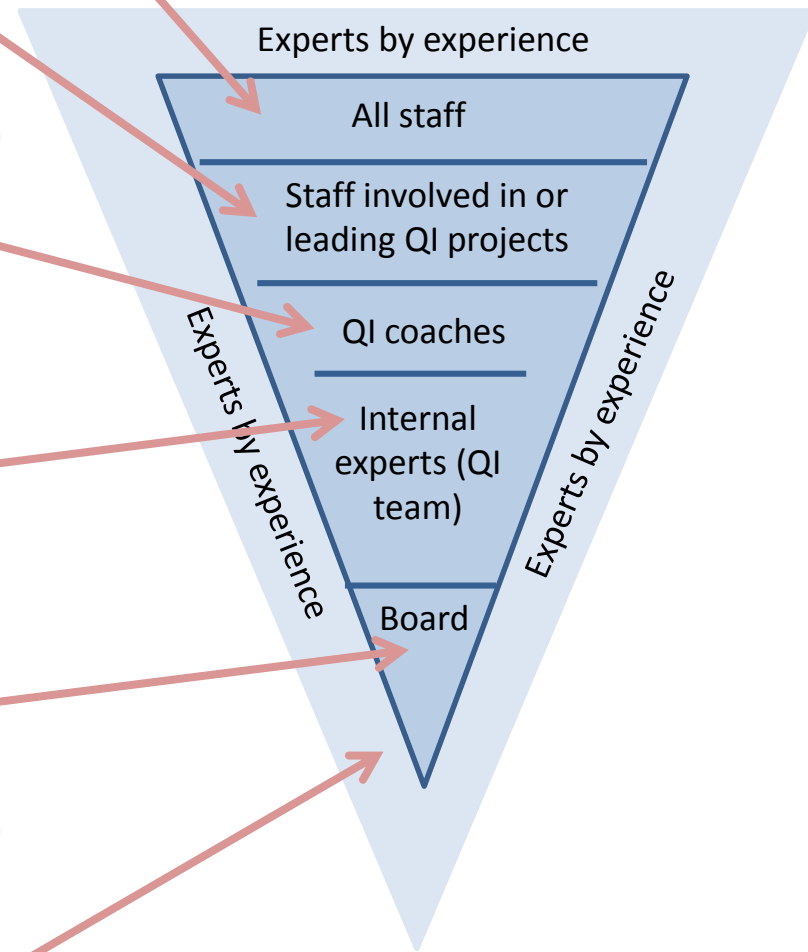 Experts by experience
All staff
Staff involved in or
leading QI projects
QI coaches
Internal
experts (QI
team)
Board
Experts by experience
Experts by experience